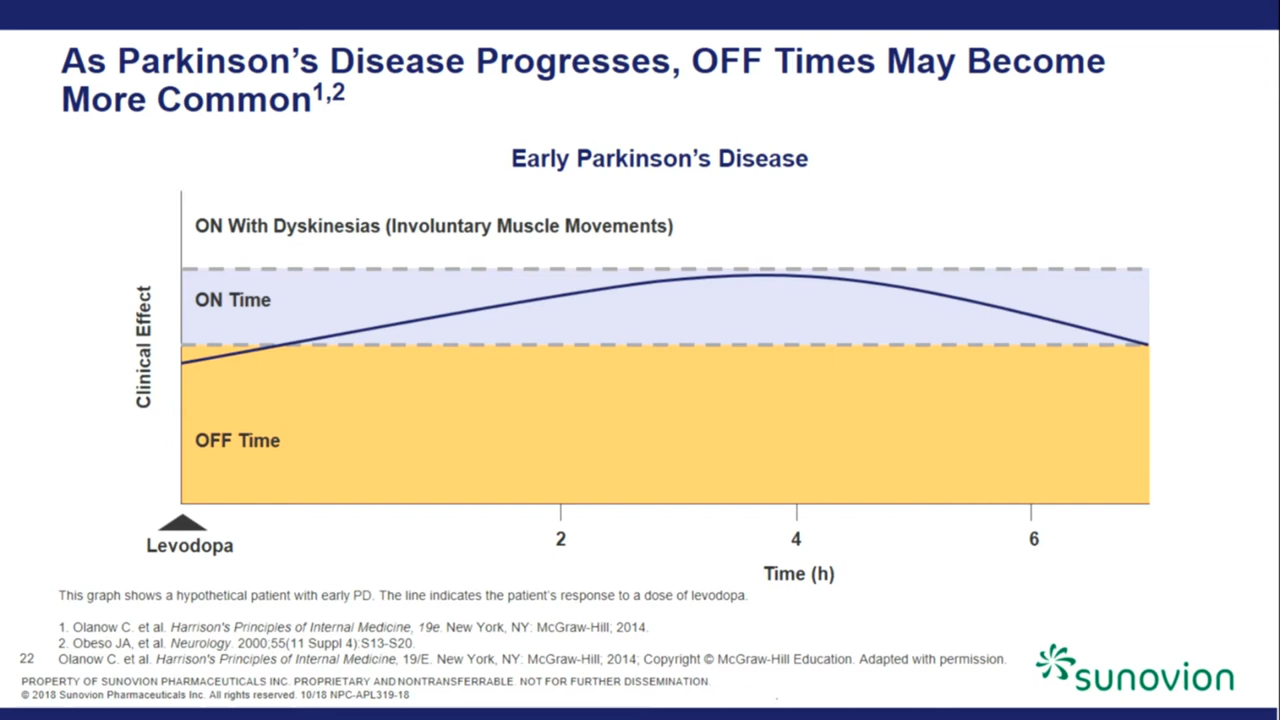 As Parkinson's Disease Progresses, OFF Times May Become
More Common1,2
Early Parkinson's Disease
ON With Dyskinesias (Involuntary Muscle Movements)
ON Time
Clinical Effect
OFF Time
Levodopa
2
4
6
Time (h)
This graph shows a hypothetical patient with early PD. The line indicates the patient's response to a dose of levodopa.
1. Olanow C. et al. Harrison's Principles of Internal Medicine, 19e. New York, NY: McGraw-Hill; 2014.
2. Obeso JA, et al. Neurology. 2000;55(11 Suppl 4):S13-S20.
22
Olanow C. et al. Harrison's Principles of Internal Medicine, 19/E. New York, NY: McGraw-Hill; 2014; Copyright © McGraw-Hill Education. Adapted with permission.
PROPERTY OF SUNOVION PHARMACEUTICALS INC. PROPRIETARY AND NONTRANSFERRABLE. NOT FOR FURTHER DISSEMINATION.
© 2018 Sunovion Pharmaceuticals Inc. All rights reserved. 10/18 NPC-APL319-18
sunovion